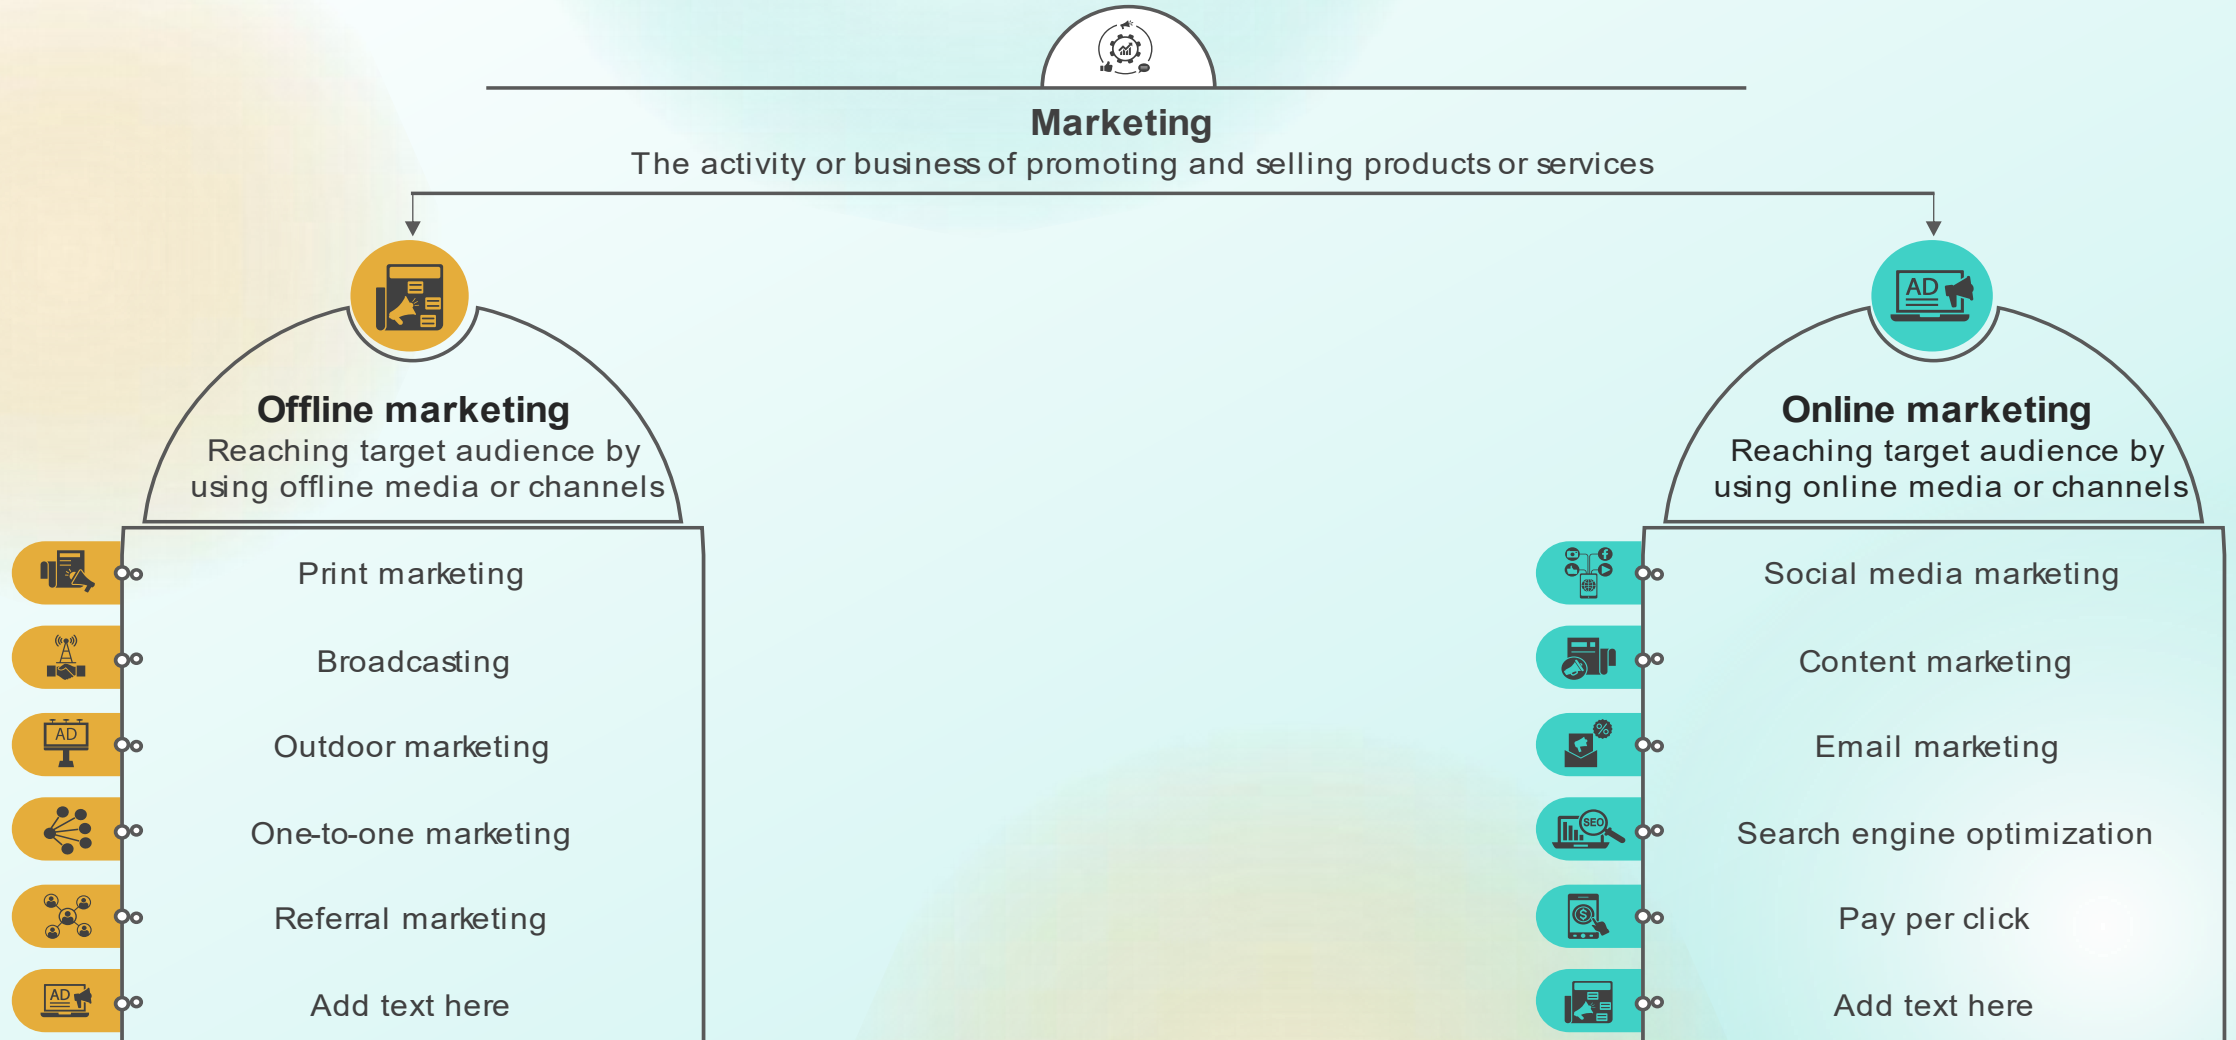 Marketing
The activity or business of promoting and selling products or services
Offline marketing
Reaching target audience by
using offline media or channels
Print marketing
Broadcasting
AD
Outdoor marketing
One-to-one marketing
Referral marketing
AD
Add text here
AD
Online marketing
Reaching target audience by
using online media or channels
Social media marketing
Content marketing
%
Email marketing
SEO
Search engine optimization
$
Pay per click
Add text here